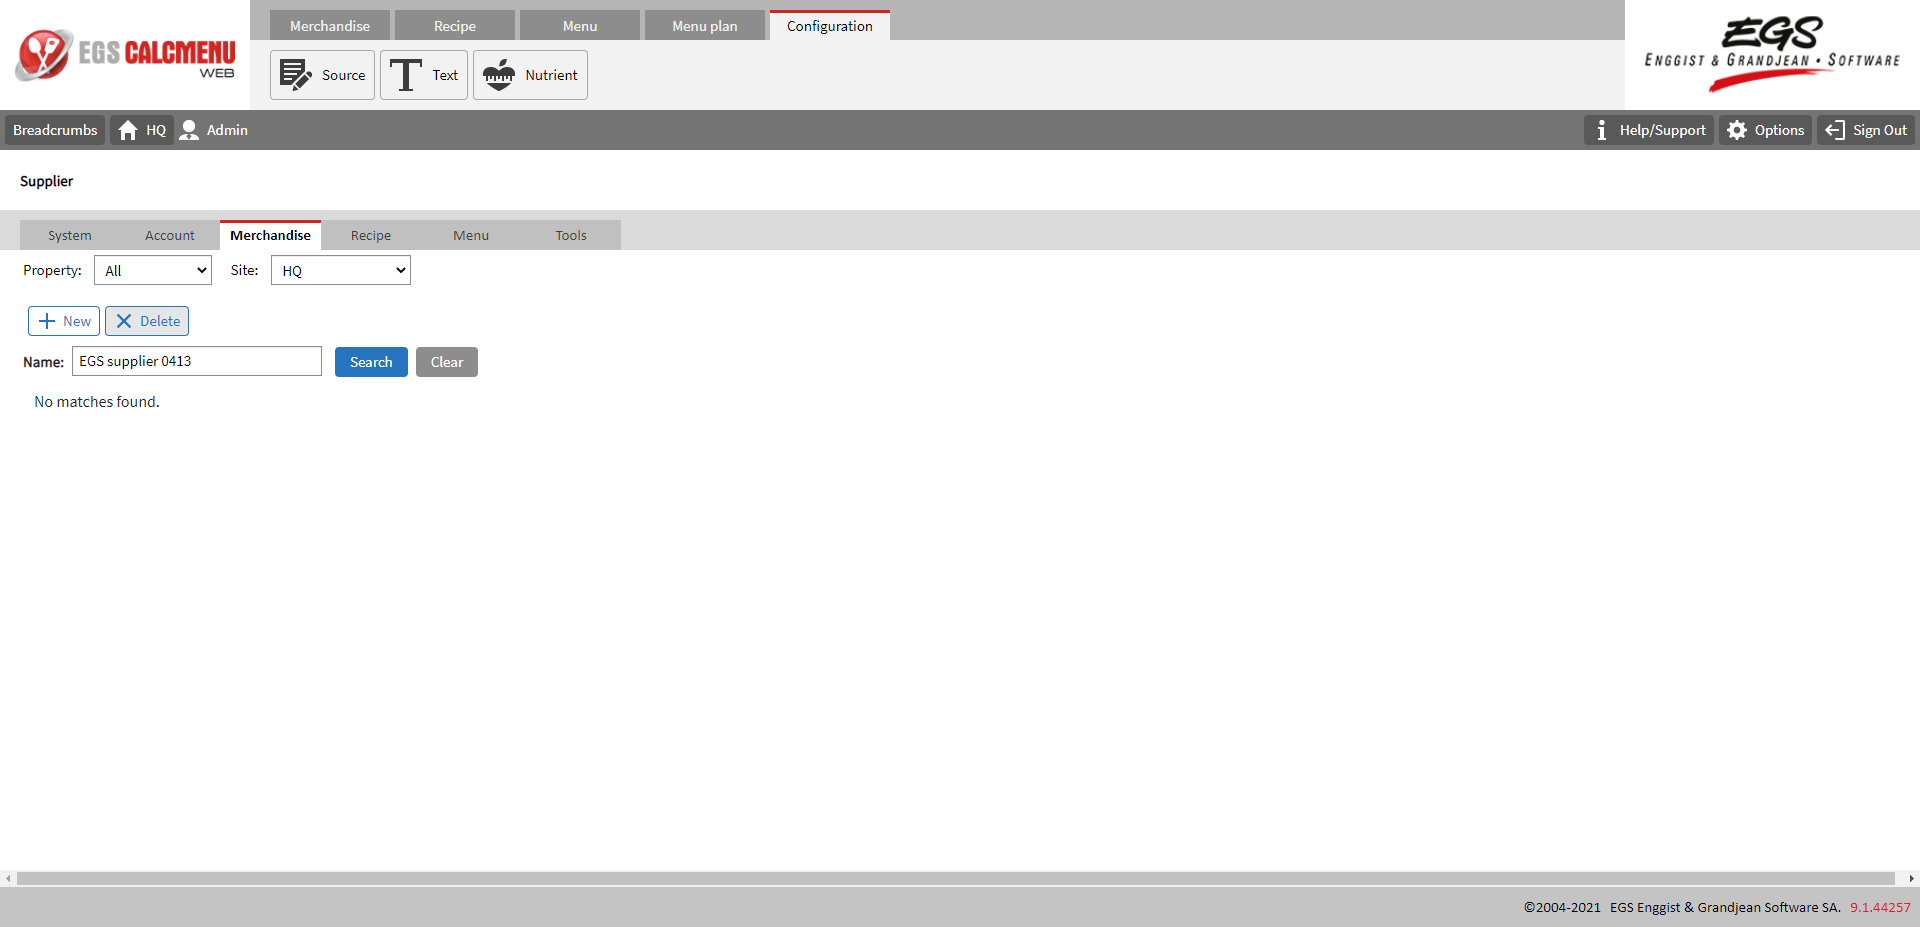 EGS CALCMENU
WEB
Merchandise Recipe Menu Menu plan Configuration
Source Text Nutrient
EGS
ENGGIST & GRANDJEAN • SOFTWARE
Breadcrumbs HQ Admin Help/Support Options Sign Out
Supplier
System Account Merchandise Recipe Menu Tools
Property: All Site: HQ
New Delete
Name: EGS supplier 0413 Search Clear
No matches found.
©2004-2021 EGS Enggist & Grandjean Software SA. 9.1.44257